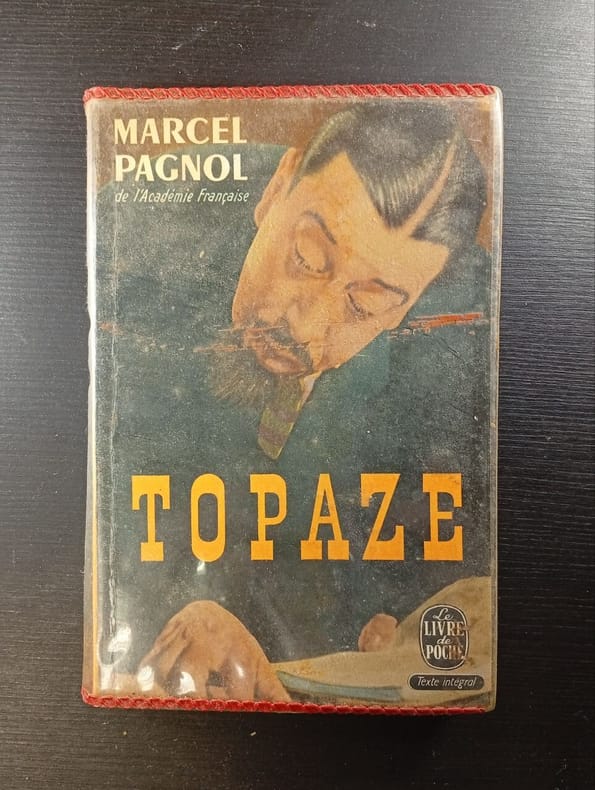 MARCEL
PAGNOL
de l'Académie Française
TOPAZE
Le
LIVRE
de
POCHE
Texte intégral